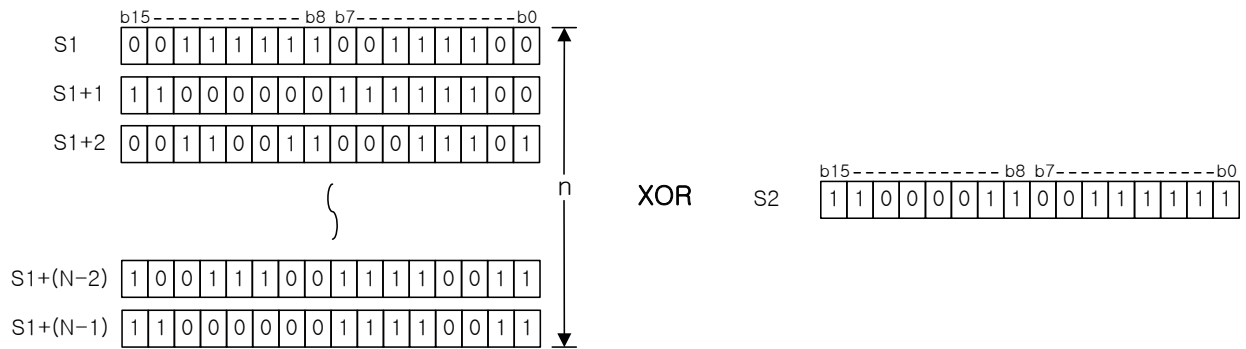 b15 b8 b7 b0
S1 0 0 1 1 1 1 1 1 0 0 1 1 1 1 0 0
S1+1 1 1 0 0 0 0 0 0 1 1 1 1 1 1 0 0
S1+2 0 0 1 1 0 0 1 1 0 0 0 1 1 1 0 1
n
XOR
b15 b8 b7 b0
S2 1 1 0 0 0 0 1 1 0 0 1 1 1 1 1 1
S1+(N-2) 1 0 0 1 1 1 0 0 1 1 1 1 0 0 1 1
S1+(N-1) 1 1 0 0 0 0 0 0 1 1 1 1 0 0 1 1